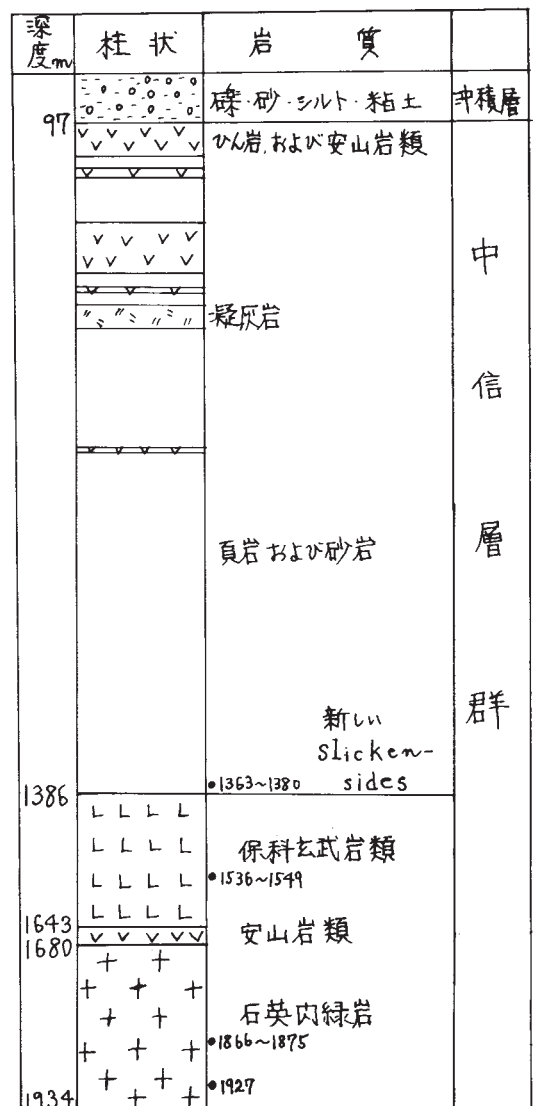 深度m 柱状 岩質
礫・砂・シルト・粘土 沖積層
97
ひん岩、および安山岩類
中信層群
凝灰岩
頁岩および砂岩
新しい
slicken-
sides
•1363~1380
1386
保科玄武岩類
•1536~1549
1643
安山岩類
1680
石英閃緑岩
•1866~1875
•1927
1934